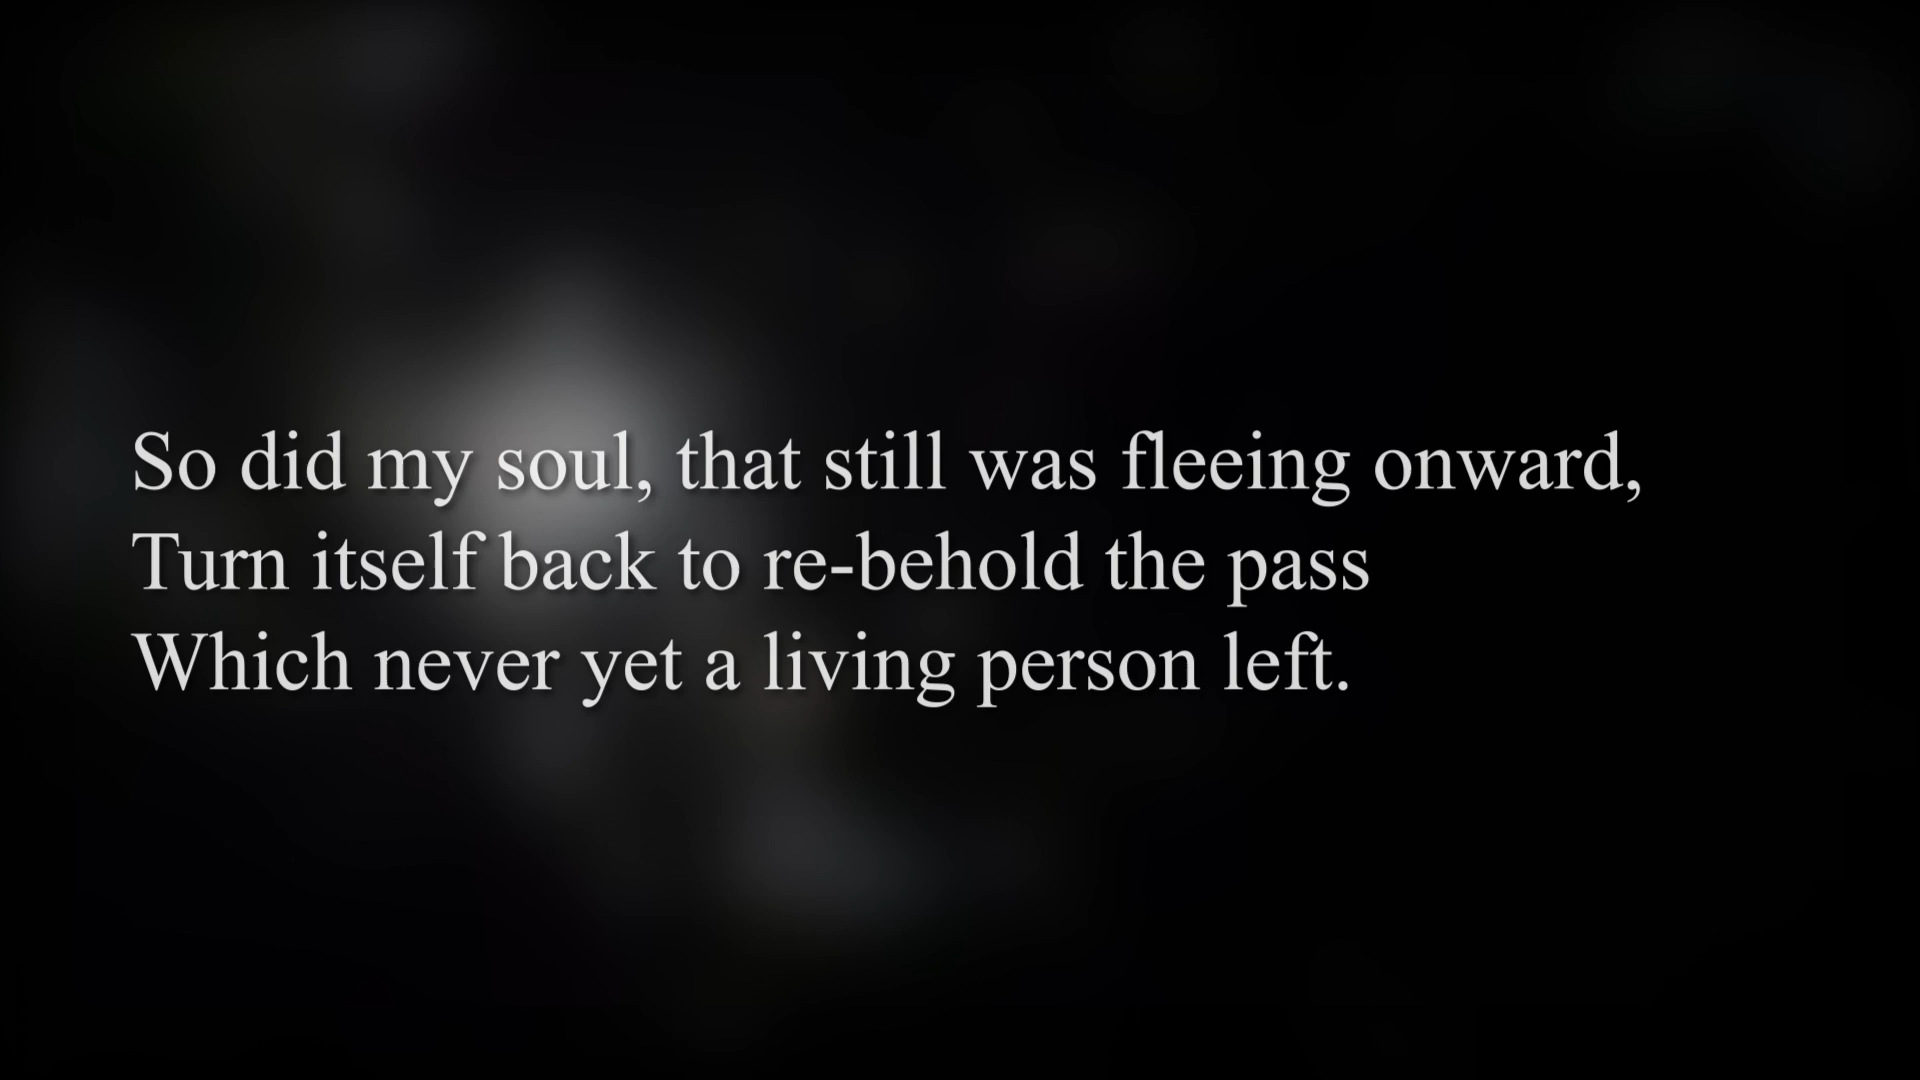 So did my soul, that still was fleeing onward,
Turn itself back to re-behold the pass
Which never yet a living person left.